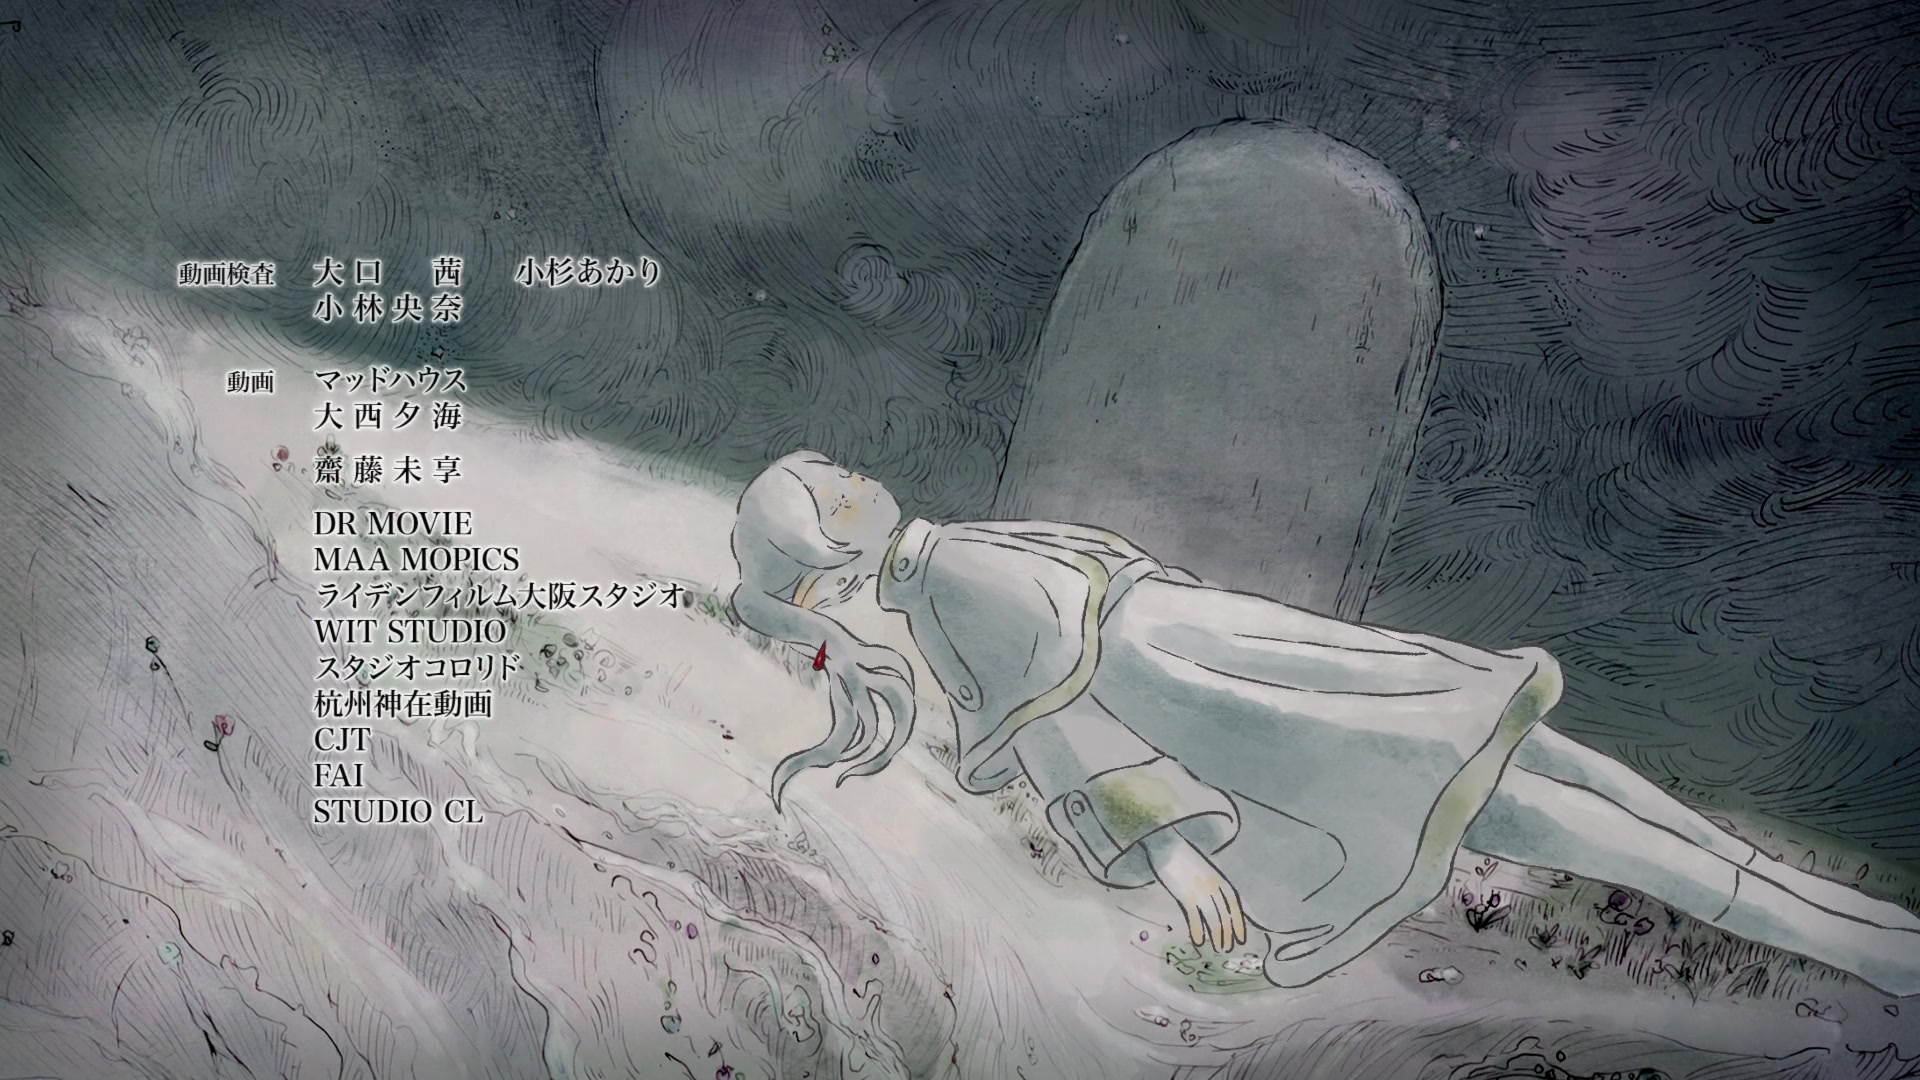 動画検査 大口 茜 小杉あかり
小林央奈
動画 マッドハウス
大西夕海
齋藤未享
DR MOVIE
MAA MOPICS
ライデンフィルム大阪スタジオ
WIT STUDIO
スタジオコロリド
杭州神在動画
CJT
FAI
STUDIO CL